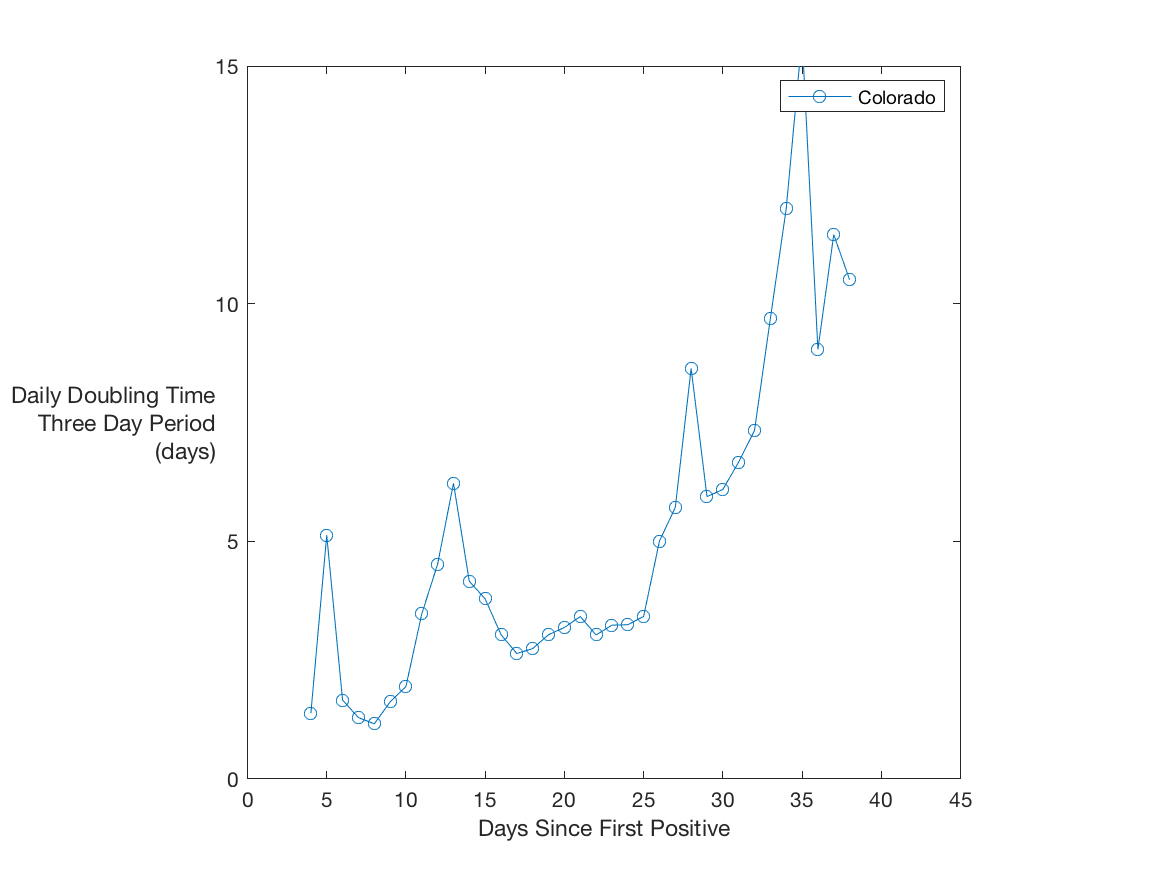 15
10
5
0
Daily Doubling Time
Three Day Period
(days)
Colorado
0 5 10 15 20 25 30 35 40 45
Days Since First Positive